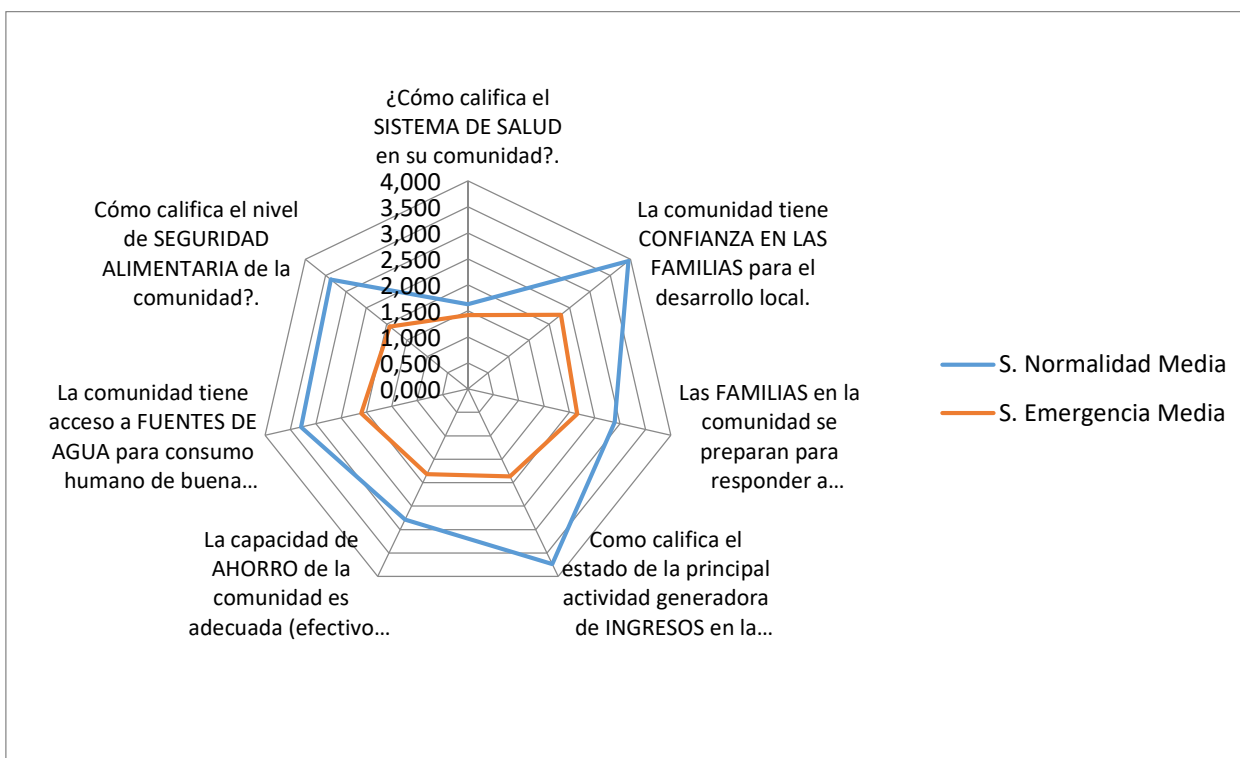 ¿Cómo califica el
SISTEMA DE SALUD
en su comunidad?.
La comunidad tiene
CONFIANZA EN LAS
FAMILIAS para el
desarrollo local.
Las FAMILIAS en la
comunidad se
preparan para
responder a…
Como califica el
estado de la principal
actividad generadora
de INGRESOS en la…
La capacidad de
AHORRO de la
comunidad es
adecuada (efectivo…
La comunidad tiene
acceso a FUENTES DE
AGUA para consumo
humano de buena…
Cómo califica el nivel
de SEGURIDAD
ALIMENTARIA de la
comunidad?.
4,000
3,500
3,000
2,500
2,000
1,500
1,000
0,500
0,000
S. Normalidad Media
S. Emergencia Media